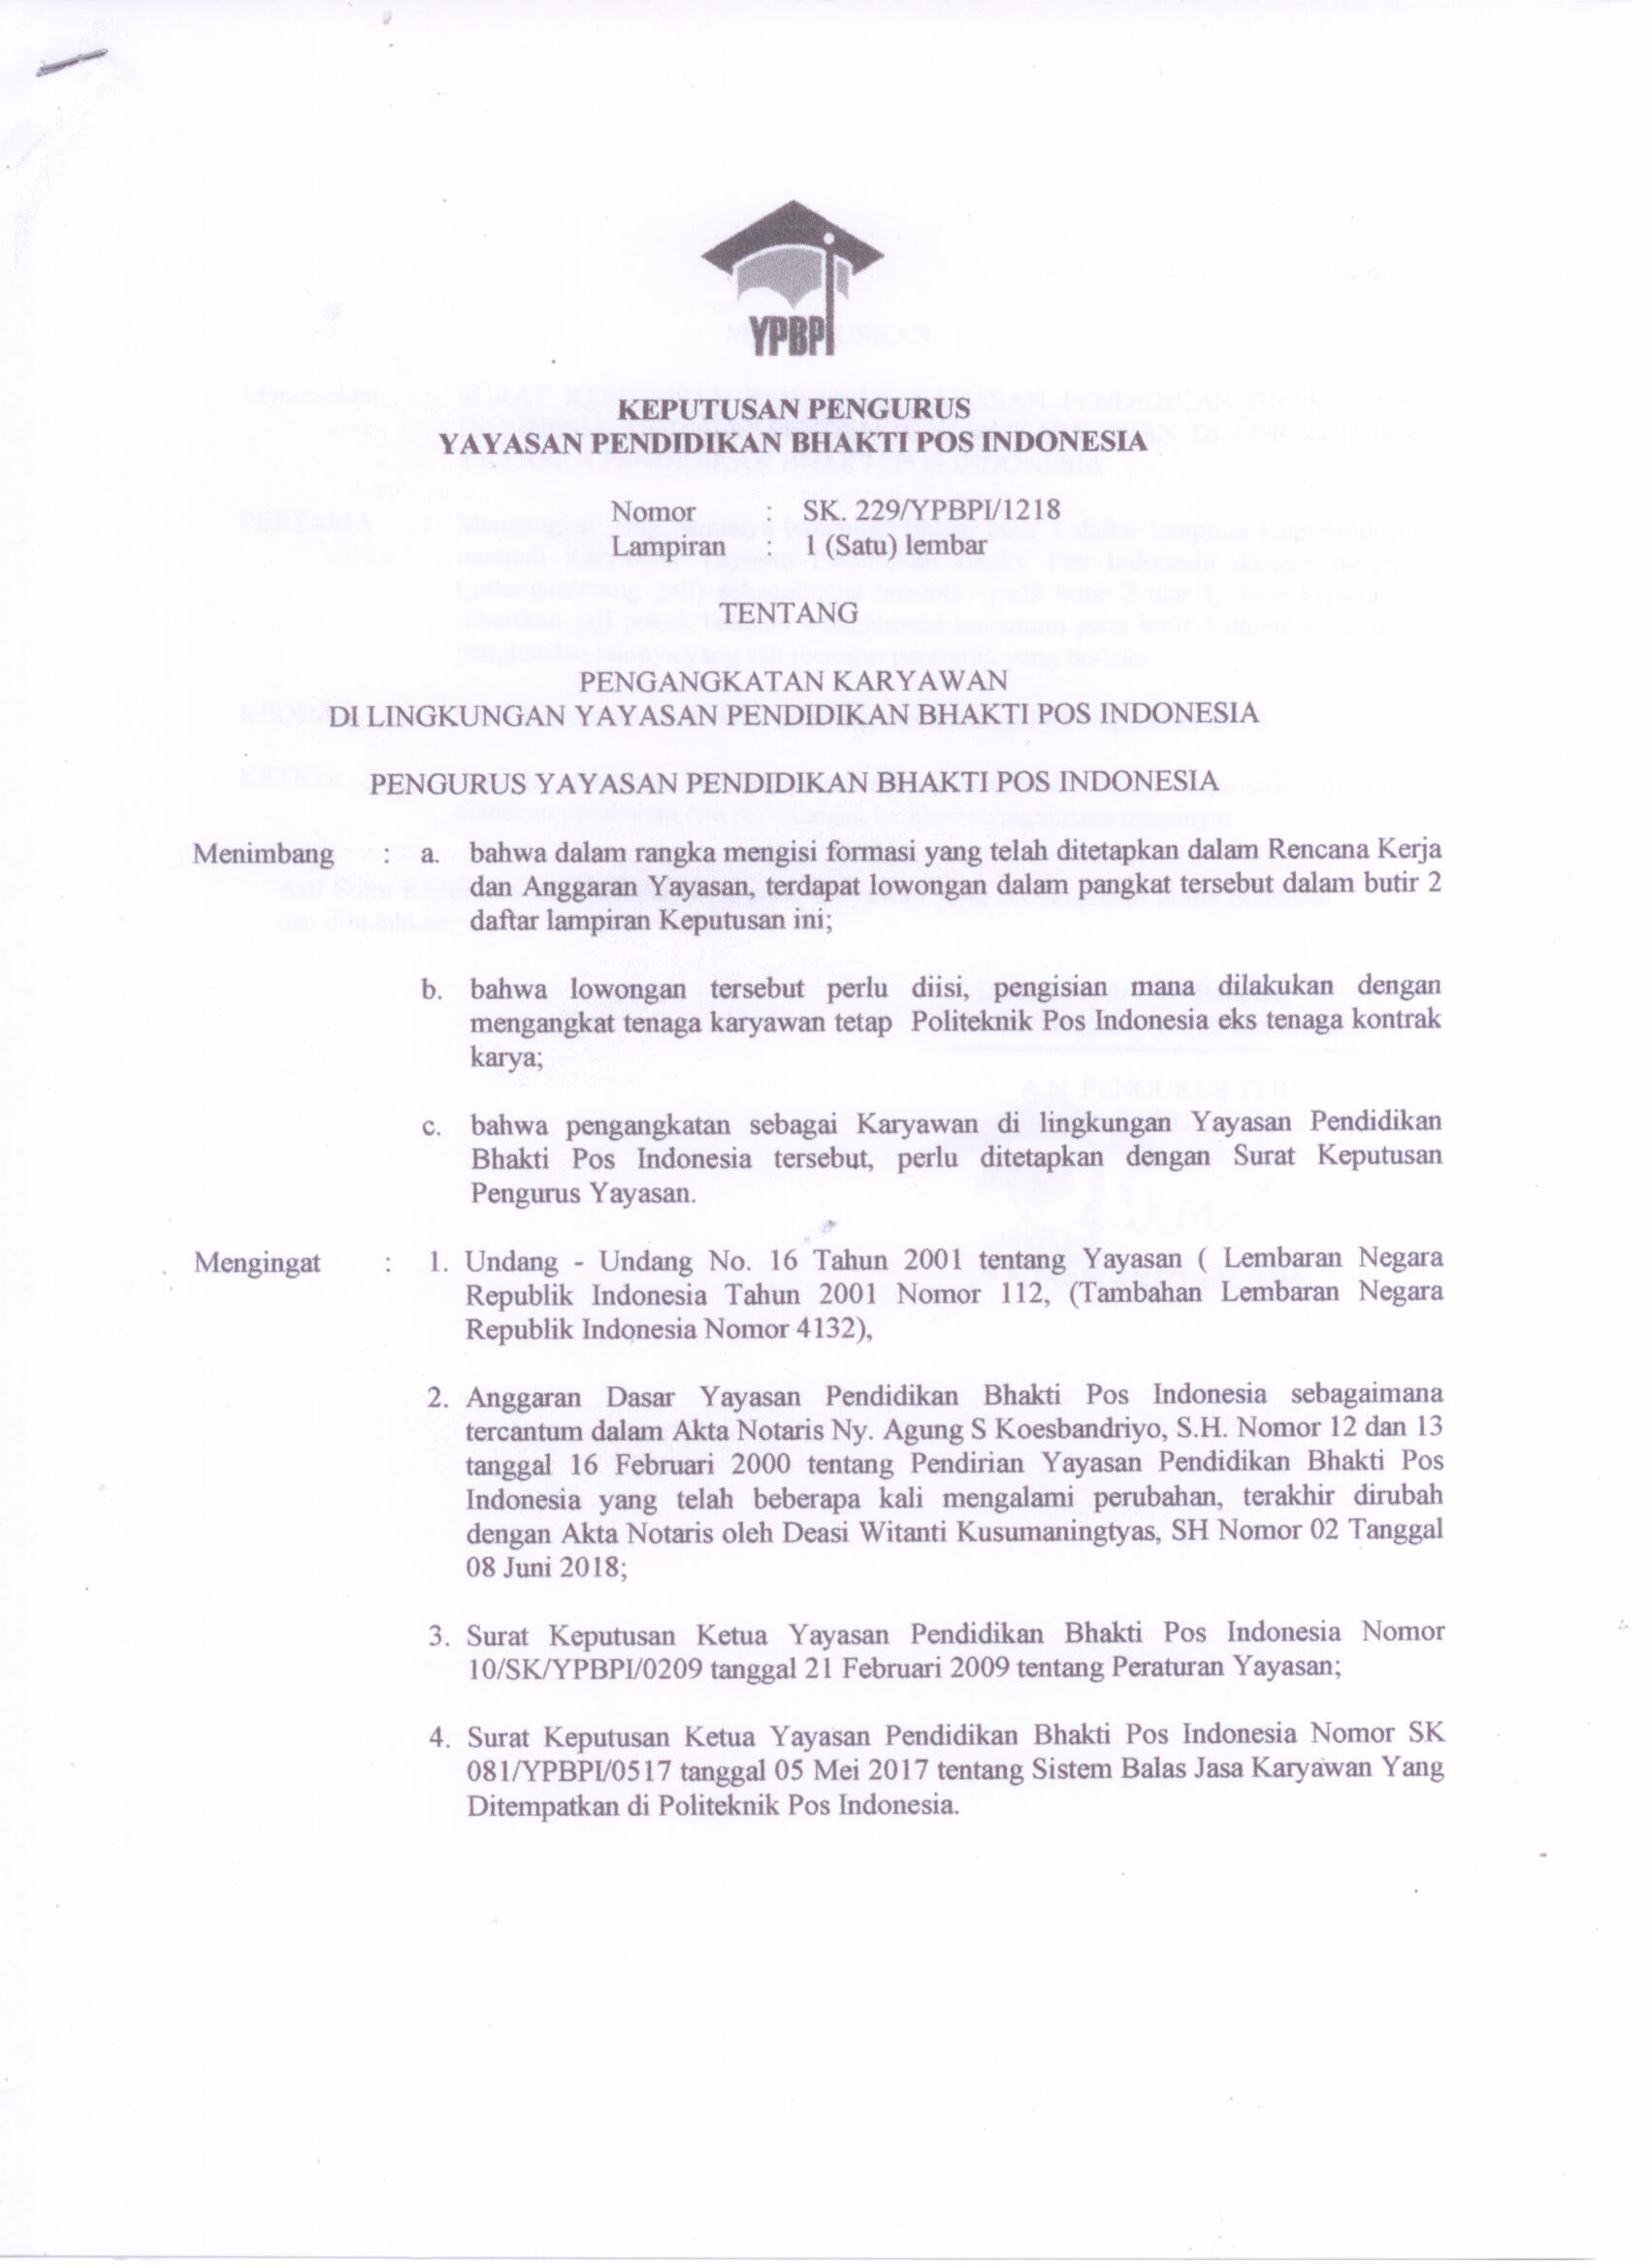 YPBPI
KEPUTUSAN PENGURUS
YAYASAN PENDIDIKAN BHAKTI POS INDONESIA
Nomor : SK. 229/YPBPI/1218
Lampiran : 1 (Satu) lembar
TENTANG
PENGANGKATAN KARYAWAN
Di LINGKUNGAN YAYASAN PENDIDIKAN BHAKTI POS INDONESIA
PENGURUS YAYASAN PENDIDIKAN BHAKTI POS INDONESIA
Menimbang : a. bahwa dalam rangka mengisi formasi yang telah ditetapkan dalam Rencana Kerja
dan Anggaran Yayasan, terdapat lowongan dalam pangkat tersebut dalam butir 2
daftar lampiran Keputusan ini;
b. bahwa lowongan tersebut perlu diisi, pengisian mana dilakukan dengan
mengangkat tenaga karyawan tetap Politeknik Pos Indonesia eks tenaga kontrak
karya;
c. bahwa pengangkatan sebagai Karyawan di lingkungan Yayasan Pendidikan
Bhakti Pos Indonesia tersebut, perlu ditetapkan dengan Surat Keputusan
Pengurus Yayasan.
Mengingat : 1. Undang - Undang No. 16 Tahun 2001 tentang Yayasan ( Lembaran Negara
Republik Indonesia Tahun 2001 Nomor 112, (Tambahan Lembaran Negara
Republik Indonesia Nomor 4132),
2. Anggaran Dasar Yayasan Pendidikan Bhakti Pos Indonesia sebagaimana
tercantum dalam Akta Notaris Ny. Agung S Koesbandriyo, S.H. Nomor 12 dan 13
tanggal 16 Februari 2000 tentang Pendirian Yayasan Pendidikan Bhakti Pos
Indonesia yang telah beberapa kali mengalami perubahan, terakhir dirubah
dengan Akta Notaris oleh Deasi Witanti Kusumaningtyas, SH Nomor 02 Tanggal
08 Juni 2018;
3. Surat Keputusan Ketua Yayasan Pendidikan Bhakti Pos Indonesia Nomor
10/SK/YPBPI/0209 tanggal 21 Februari 2009 tentang Peraturan Yayasan;
4. Surat Keputusan Ketua Yayasan Pendidikan Bhakti Pos Indonesia Nomor SK
081/YPBPI/0517 tanggal 05 Mei 2017 tentang Sistem Balas Jasa Karyawan Yang
Ditempatkan di Politeknik Pos Indonesia.